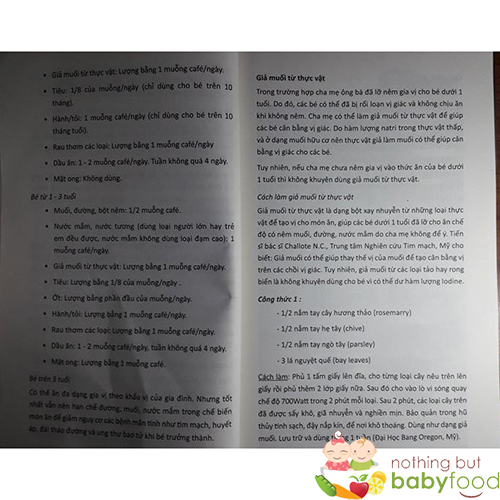 • Giả muối từ thực vật: Lượng bằng 1 muỗng café/ngày.
• Tiêu: 1/8 của muỗng/ngày (chỉ dùng cho bé trên 10
tháng).
• Hành/tỏi: 1 muỗng café/ngày (chỉ dùng cho bé trên 10
tháng tuổi).
• Rau thơm các loại: Lượng bằng 1 muỗng café/ngày
• Dầu ăn: 1 - 2 muỗng café/ngày. Tuần không quá 4 ngày.
• Mật ong: Không dùng.
Bé từ 1 - 3 tuổi
• Muối, đường, bột nêm: 1/2 muỗng café.
• Nước mắm, nước tương (dùng loại người lớn hay trẻ
em đều được, nước mắm không dùng loại đạm cao): 1
muỗng café/ngày.
• Giả muối từ thực vật: Lượng bằng 1 muỗng café/ngày.
• Tiêu: Lượng bằng 1/8 của muỗng/ngày .
• Ớt: Lượng bằng phần đầu của muỗng/ngày.
• Hành/tỏi: Lượng bằng 1 muỗng café/ngày.
• Rau thơm các loại: Lượng bằng 1 muỗng café/ngày.
• Dầu ăn: 1 - 2 muỗng café/ngày, tuần không quá 4 ngày.
• Mật ong: Lượng bằng 1 muỗng café.
Bé trên 3 tuổi
Có thể ăn đa dạng gia vị theo khẩu vị của gia đình. Nhưng tốt
nhất vẫn nên hạn chế đường, muối, nước mắm trong chế biến
món ăn để giảm nguy cơ các bệnh mãn tính như tim mạch, huyết
áp, đái tháo đường và ung thư bao tử khi bé trưởng thành.
Giả muối từ thực vật
Trong trường hợp cha mẹ ông bà đã lỡ nêm gia vị cho bé dưới 1
tuổi. Do đó, các bé có thể đã bị rối loạn vị giác và không chịu ăn
khi không nêm. Cha mẹ có thể làm giả muối từ thực vật để giúp
các bé cân bằng vị giác. Do hàm lượng natri trong thực vật thấp,
và ở dạng muối hữu cơ nên thực vật giả làm muối có thể giúp cân
bằng vị giác cho các bé.
Tuy nhiên, nếu cha mẹ chưa nêm gia vị vào thức ăn của bé dưới
1 tuổi thì không khuyên dùng giả muối từ thực vật.
Cách làm giả muối từ thực vật
Giả muối từ thực vật là dạng bột xay nhuyễn từ những loại thực
vật để tạo vị cho món ăn, giúp các bé dưới 1 tuổi đã lỡ cho ăn chế
độ có nêm muối, đường, nước mắm do cha mẹ không để ý. Tiến
sĩ bác sĩ Challote N.C., Trung tâm Nghiên cứu Tim mạch, Mỹ cho
biết: Giả muối có thể giúp thay thế vị của muối để tạo cân bằng vị
trên các chồi vị giác. Tuy nhiên, giả muối từ các loại tảo hay rong
biển là không khuyên dùng cho bé vì có thể dư hàm lượng Iodine.
Công thức 1 :
- 1/2 nắm tay cây hương thảo (rosemarry)
- 1/2 nắm tay hẹ tây (chive)
- 1/2 nắm tay ngò tây (parsley)
- 3 lá nguyệt quế (bay leaves)
Cách làm: Phủ 1 tấm giấy lên đĩa, cho từng loại cây nêu trên lên
giấy rồi phủ thêm 2 lớp giấy nữa. Sau đó cho vào lò vi sóng quay
chế độ 700Watt trong 2 phút mỗi loại. Sau 2 phút, các loại cây trên
đã được sấy khô, giã nhuyễn và nghiền mịn. Bảo quản trong hũ
thủy tinh sạch, đậy nắp kín, để nơi khô thoáng. Dùng như dạng
muối. Lưu trữ và dùng trong 1 tuần (Đại Học Bang Oregon, Mỹ).
nothing but
babyfood